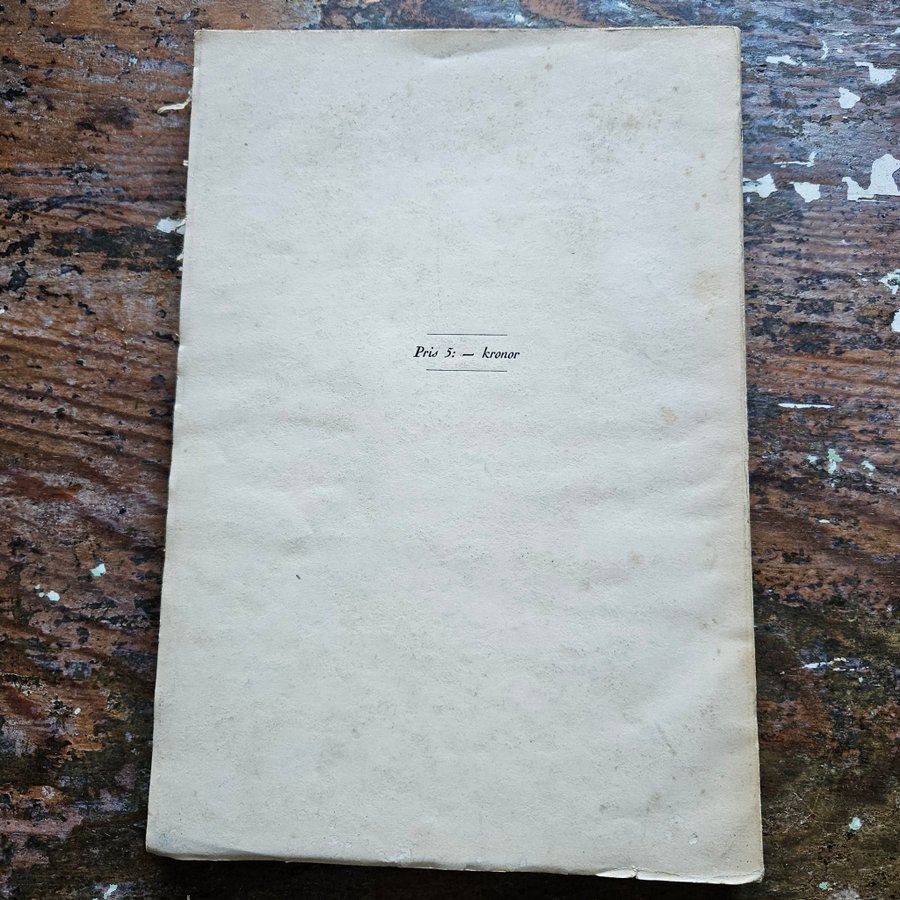 Pris 5: — kronor